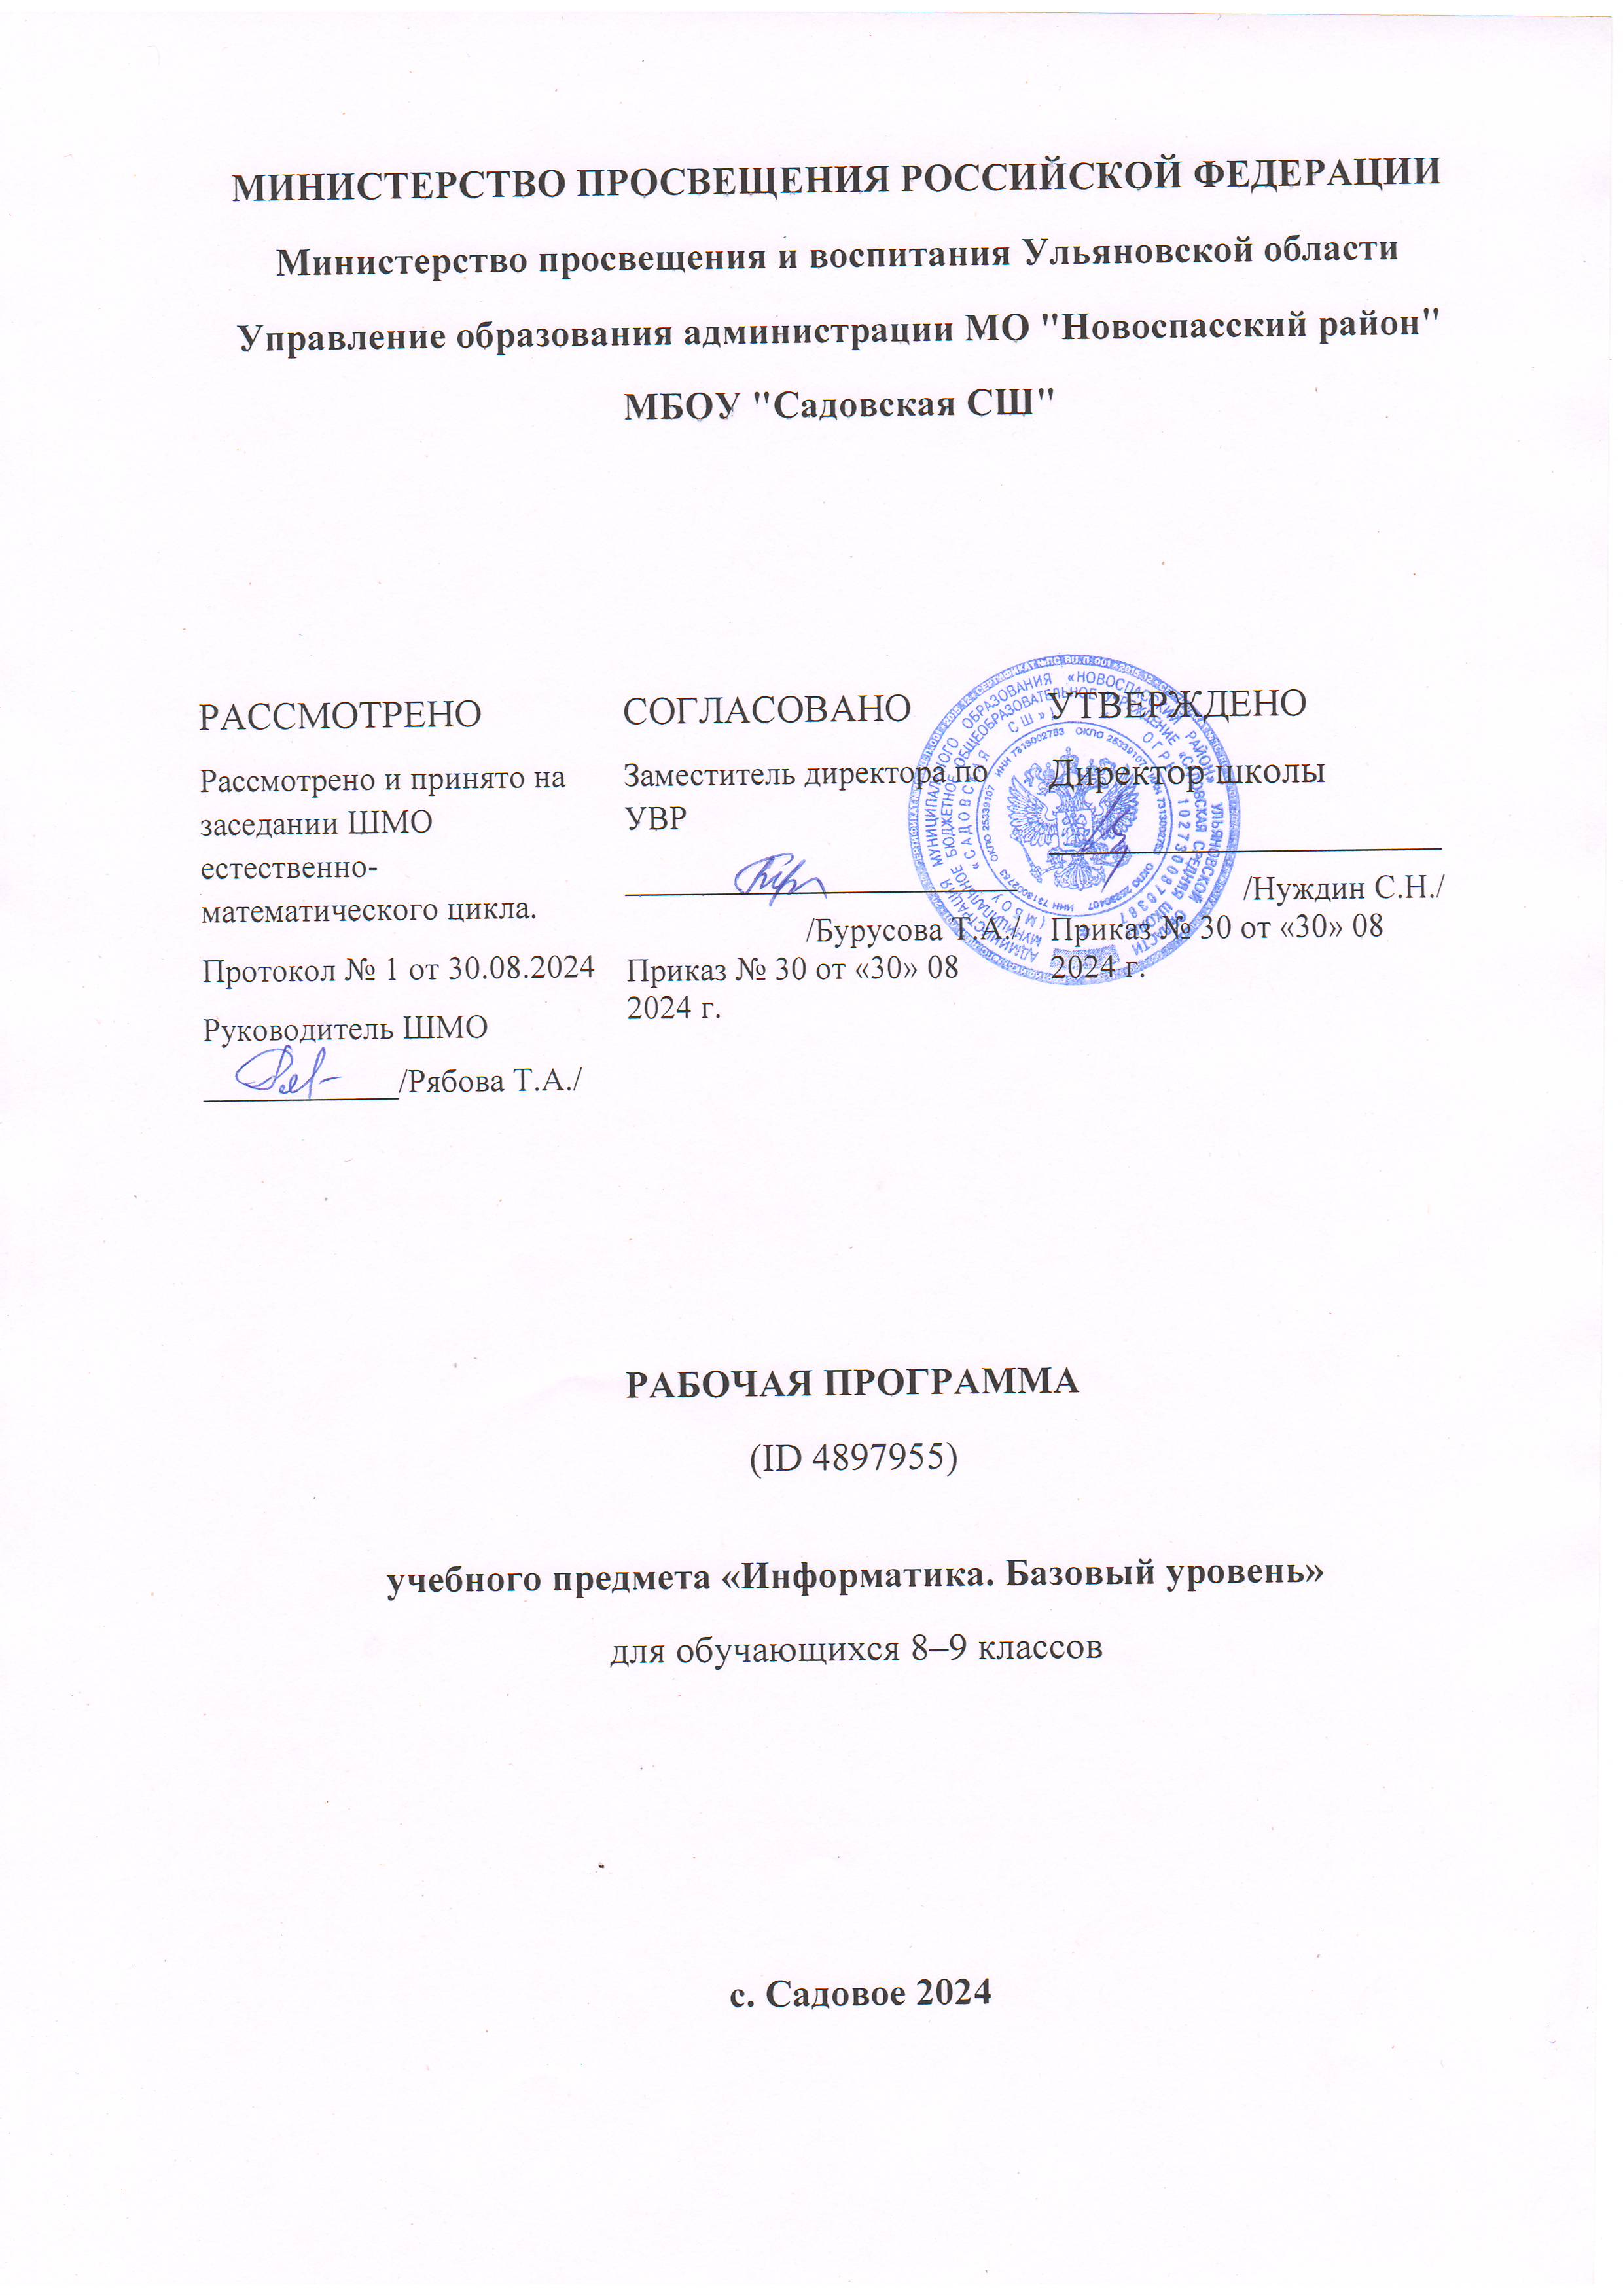 МИНИСТЕРСТВО ПРОСВЕЩЕНИЯ РОССИЙСКОЙ ФЕДЕРАЦИИ
Министерство просвещения и воспитания Ульяновской области
Управление образования администрации МО "Новоспасский район"
МБОУ "Садовская СШ"
РАССМОТРЕНО
Рассмотрено и принято на
заседании ШМО
естественно-
математического цикла.
Протокол № 1 от 30.08.2024
Руководитель ШМО
/Рябова Т.А./
СОГЛАСОВАНО
Заместитель директора по
УВР
/Бурусова Т.А./
Приказ № 30 от «30» 08
2024 г.
УТВЕРЖДЕНО
Директор школы
/Нуждин С.Н./
Приказ № 30 от «30» 08
2024 г.
РАБОЧАЯ ПРОГРАММА
(ID 4897955)
учебного предмета «Информатика. Базовый уровень»
для обучающихся 8–9 классов
с. Садовое 2024